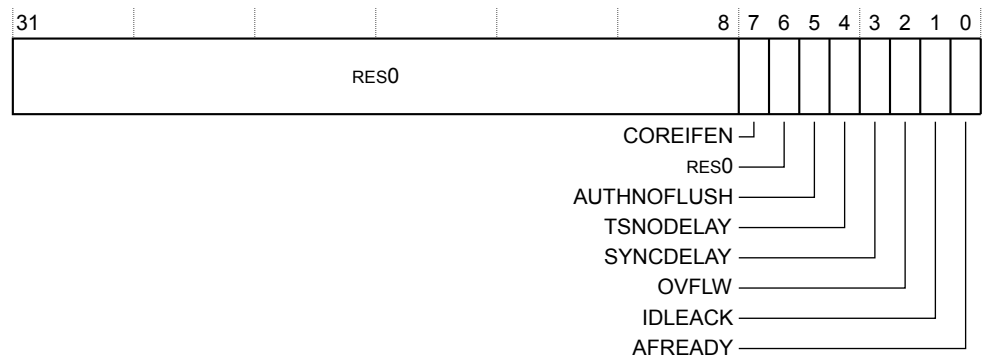 31 8 7 6 5 4 3 2 1 0
RES0
COREIFEN
RES0
AUTHNOFLUSH
TSNODELAY
SYNCDELAY
OVFLW
IDLEACK
AFREADY